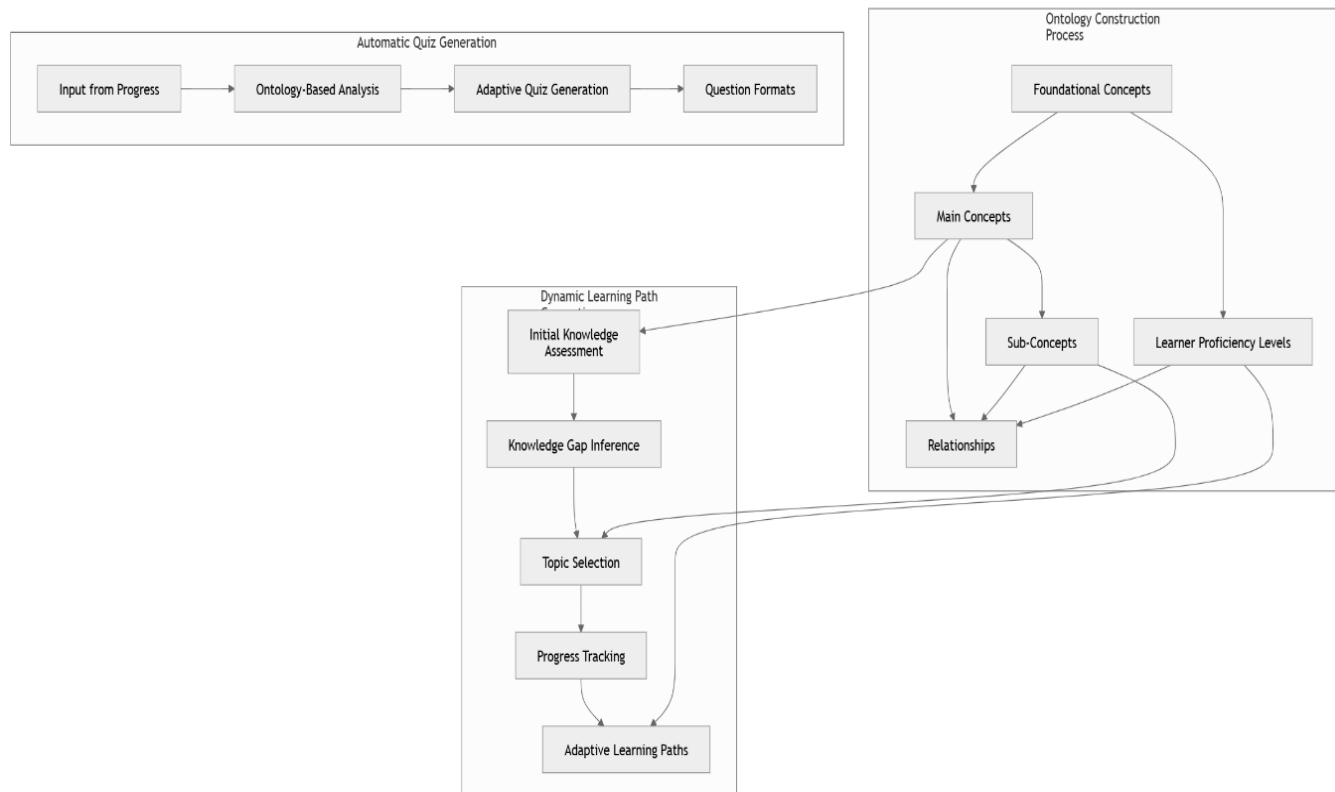 Automatic Quiz Generation
Input from Progress
Ontology-Based Analysis
Adaptive Quiz Generation
Question Formats
Ontology Construction
Process
Foundational Concepts
Main Concepts
Sub-Concepts
Learner Proficiency Levels
Relationships
Dynamic Learning Path
Initial Knowledge
Assessment
Knowledge Gap Inference
Topic Selection
Progress Tracking
Adaptive Learning Paths